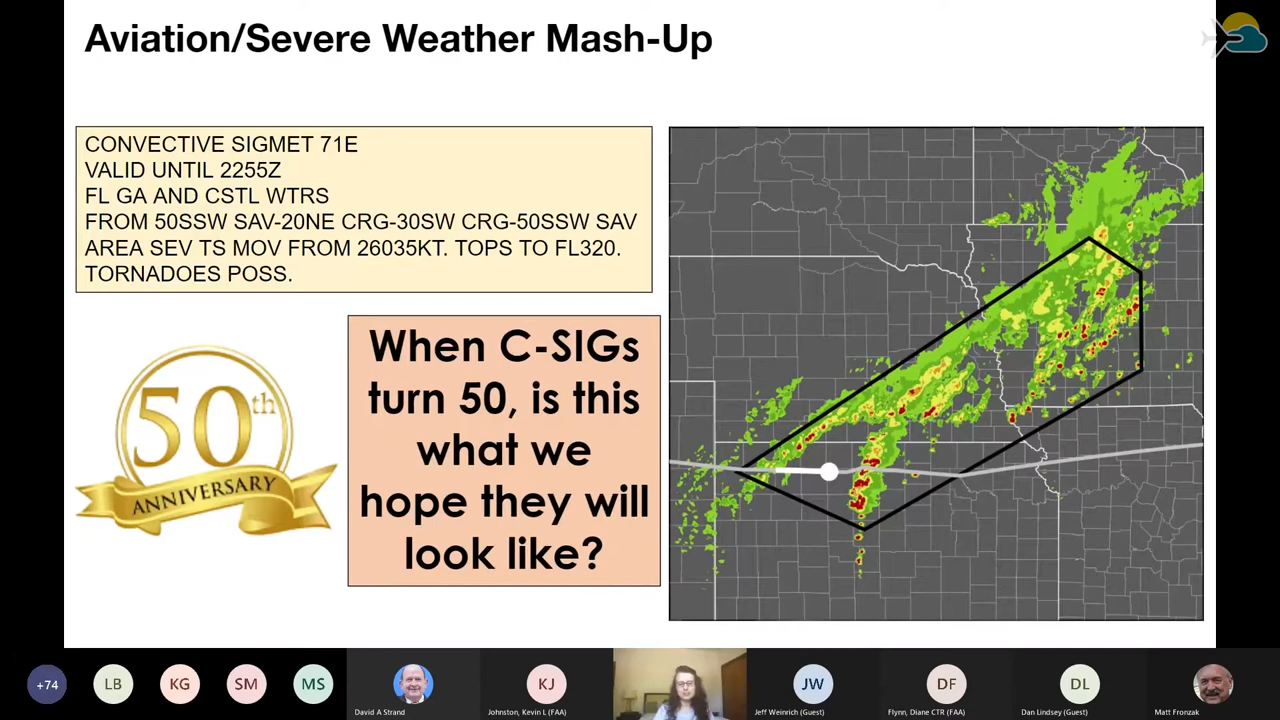 Aviation/Severe Weather Mash-Up
CONVECTIVE SIGMET 71E
VALID UNTIL 2255Z
FL GA AND CSTL WTRS
FROM 50SSW SAV-20NE CRG-30SW CRG-50SSW SAV
AREA SEV TS MOV FROM 26035KT. TOPS TO FL320.
TORNADOES POSS.
50th
ANNIVERSARY
When C-SIGs
turn 50, is this
what we
hope they will
look like?
+74
LB
KG
SM
MS
David A Strand
KJ
Johnston, Kevin L (FAA)
JW
Jeff Weinrich (Guest)
DF
Flynn, Diane CTR (FAA)
DL
Dan Lindsey (Guest)
Matt Fronzak